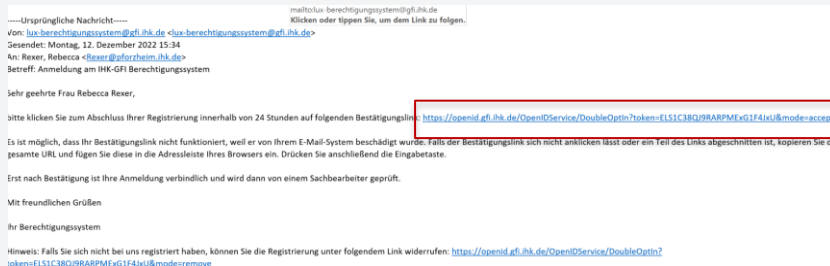 mailto:lux-berechtigungssystem@gfi.ihk.de
Klicken oder tippen Sie, um dem Link zu folgen.
-----Ursprüngliche Nachricht-----
Von: lux-berechtigungssystem@gfi.ihk.de <lux-berechtigungssystem@gfi.ihk.de>
Gesendet: Montag, 12. Dezember 2022 15:34
An: Rexer, Rebecca <Rexer@pforzheim.ihk.de>
Betreff: Anmeldung am IHK-GFI Berechtigungssystem
Sehr geehrte Frau Rebecca Rexer,
bitte klicken Sie zum Abschluss Ihrer Registrierung innerhalb von 24 Stunden auf folgenden Bestätigungslink: https://openid.gfi.ihk.de/OpenIDService/DoubleOptIn?token=ELS1C38QJ9RARPMExG1F4JxU&mode=accep
Es ist möglich, dass Ihr Bestätigungslink nicht funktioniert, weil er von Ihrem E-Mail-System beschädigt wurde. Falls der Bestätigungslink sich nicht anklicken lässt oder ein Teil des Links abgeschnitten ist, kopieren Sie d
gesamte URL und fügen Sie diese in die Adressleiste Ihres Browsers ein. Drücken Sie anschließend die Eingabetaste.
Erst nach Bestätigung ist Ihre Anmeldung verbindlich und wird dann von einem Sachbearbeiter geprüft.
Mit freundlichen Grüßen
Ihr Berechtigungssystem
Hinweis: Falls Sie sich nicht bei uns registriert haben, können Sie die Registrierung unter folgendem Link widerrufen: https://openid.gfi.ihk.de/OpenIDService/DoubleOptIn?
token=ELS1C38QJ9RARPMExG1F4JxU&mode=remove